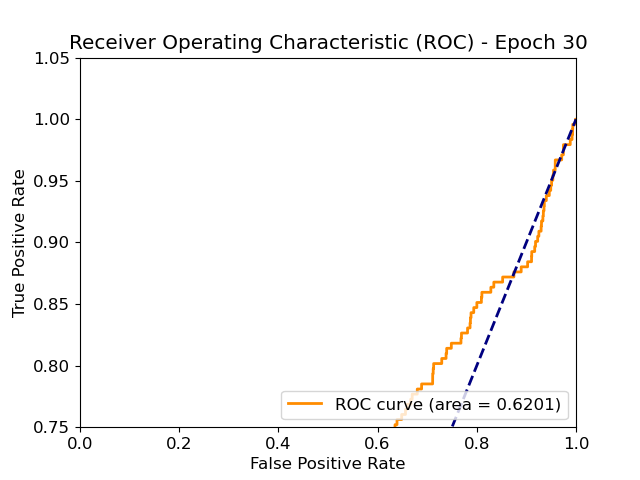 Receiver Operating Characteristic (ROC) - Epoch 30
1.05
1.00
0.95
0.90
0.85
0.80
0.75
True Positive Rate
ROC curve (area = 0.6201)
0.0 0.2 0.4 0.6 0.8 1.0
False Positive Rate